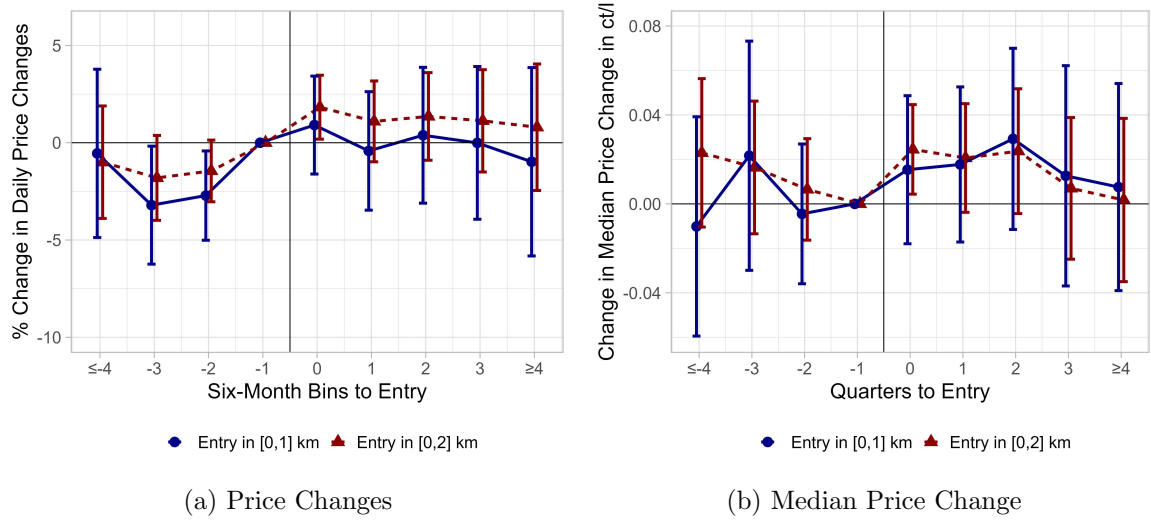 % Change in Daily Price Changes
5
0
-5
-10
≤-4 -3 -2 -1 0 1 2 3 ≥4
Six-Month Bins to Entry
Entry in [0,1] km Entry in [0,2] km
(a) Price Changes
Change in Median Price Change in ct/l
0.08
0.04
0.00
-0.04
≤-4 -3 -2 -1 0 1 2 3 ≥4
Quarters to Entry
Entry in [0,1] km Entry in [0,2] km
(b) Median Price Change